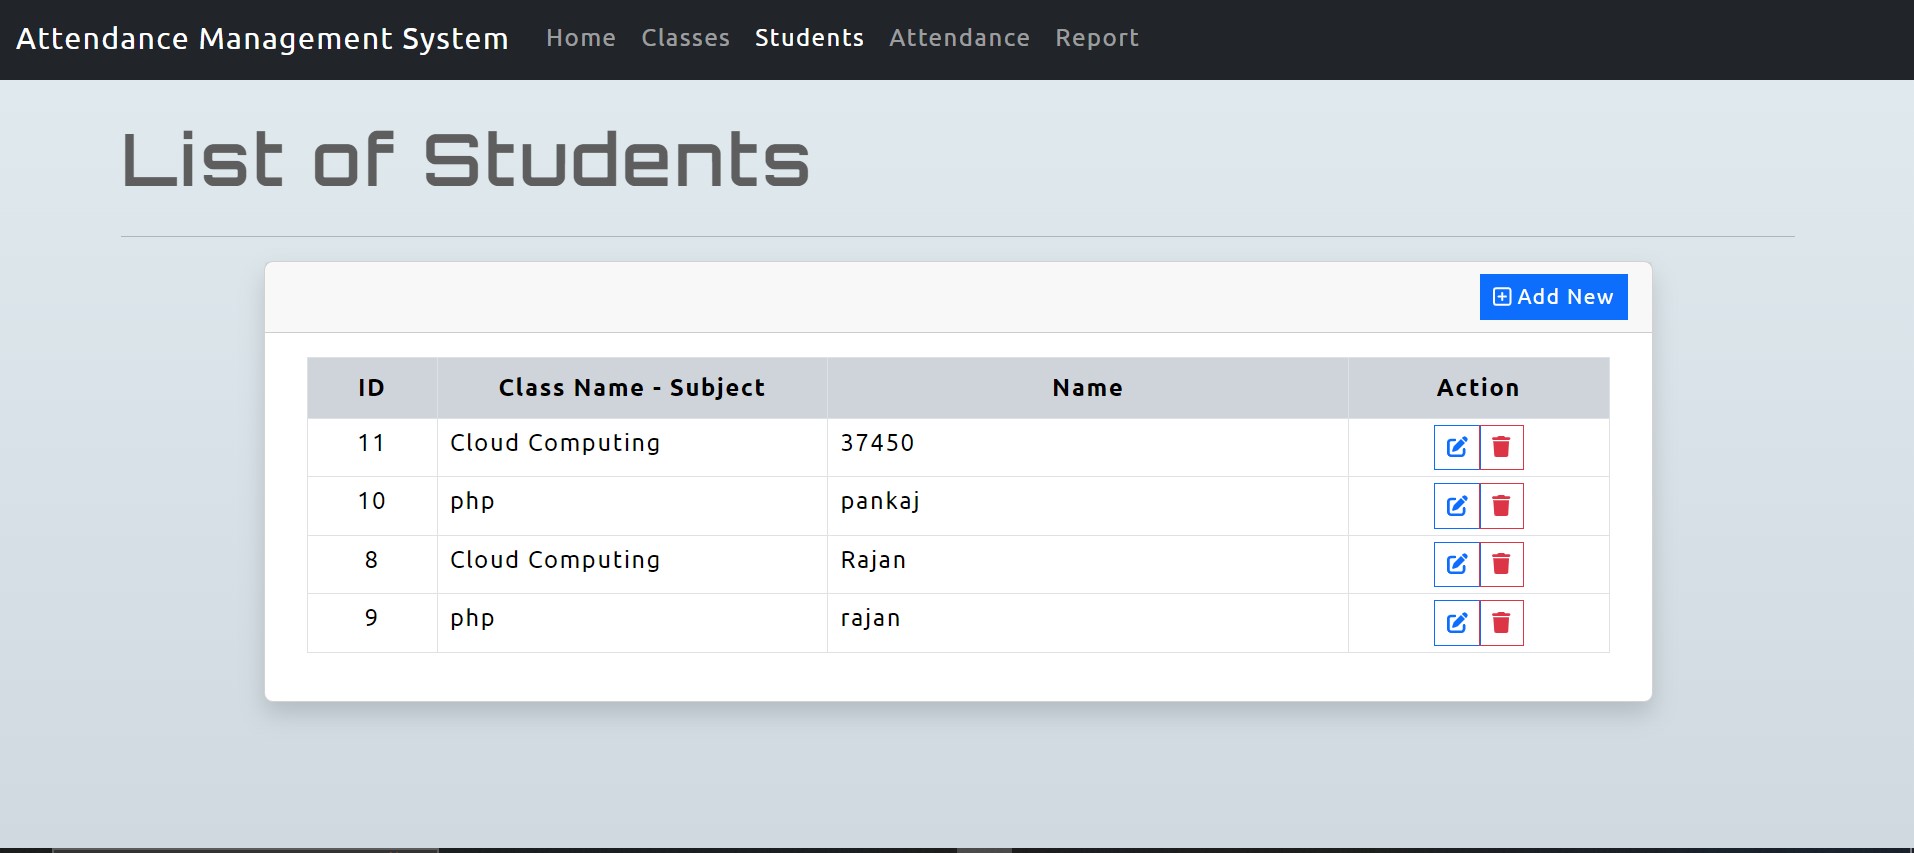 Attendance Management System Home Classes Students Attendance Report
List of Students
Add New
ID Class Name - Subject Name Action
11 Cloud Computing 37450
10 php pankaj
8 Cloud Computing Rajan
9 php rajan